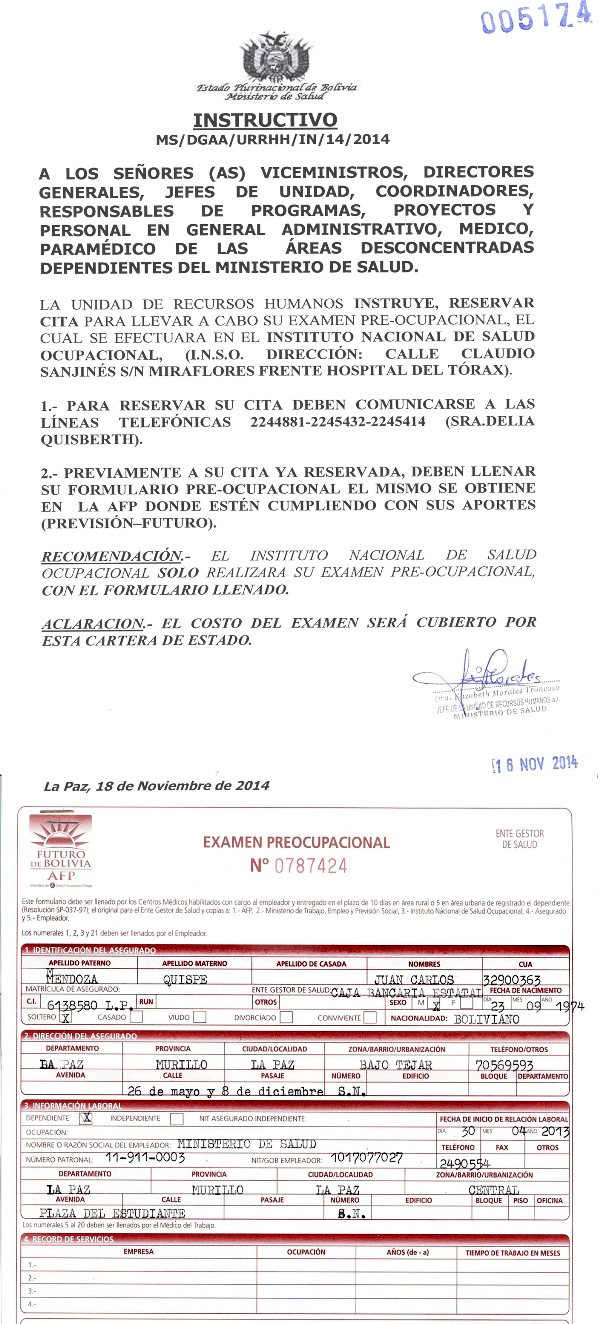 005174
Estado Plurinacional de Bolivia
Ministerio de Salud
INSTRUCTIVO
MS/DGAA/URRHH/IN/14/2014
A LOS SEÑORES (AS) VICEMINISTROS, DIRECTORES
GENERALES, JEFES DE UNIDAD, COORDINADORES,
RESPONSABLES DE PROGRAMAS, PROYECTOS Y
PERSONAL EN GENERAL ADMINISTRATIVO, MEDICO,
PARAMÉDICO DE LAS ÁREAS DESCONCENTRADAS
DEPENDIENTES DEL MINISTERIO DE SALUD.
LA UNIDAD DE RECURSOS HUMANOS INSTRUYE, RESERVAR
CITA PARA LLEVAR A CABO SU EXAMEN PRE-OCUPACIONAL, EL
CUAL SE EFECTUARA EN EL INSTITUTO NACIONAL DE SALUD
OCUPACIONAL, (I.N.S.O. DIRECCIÓN: CALLE CLAUDIO
SANJINÉS S/N MIRAFLORES FRENTE HOSPITAL DEL TÓRAX).
1.- PARA RESERVAR SU CITA DEBEN COMUNICARSE A LAS
LÍNEAS TELEFÓNICAS 2244881-2245432-2245414 (SRA.DELIA
QUISBERTH).
2.- PREVIAMENTE A SU CITA YA RESERVADA, DEBEN LLENAR
SU FORMULARIO PRE-OCUPACIONAL EL MISMO SE OBTIENE
EN LA AFP DONDE ESTÉN CUMPLIENDO CON SUS APORTES
(PREVISIÓN–FUTURO).
RECOMENDACIÓN.- EL INSTITUTO NACIONAL DE SALUD
OCUPACIONAL SOLO REALIZARA SU EXAMEN PRE-OCUPACIONAL,
CON EL FORMULARIO LLENADO.
ACLARACION.- EL COSTO DEL EXAMEN SERÁ CUBIERTO POR
ESTA CARTERA DE ESTADO.
Dra. Elizabeth Morales Troncoso
JEFE DE LA UNIDAD DE RECURSOS HUMANOS a.i.
MINISTERIO DE SALUD
18 NOV 2014
La Paz, 18 de Noviembre de 2014
FUTURO
DE BOLIVIA
AFP
EXAMEN PREOCUPACIONAL
N° 0787424
ENTE GESTOR
DE SALUD
Este formulario debe ser llenado por los Centros Médicos habilitados con cargo al empleador y entregado en el plazo de 10 días en área rural o 5 en área urbana de registrado el dependiente
(Resolución SP-037-97); el original para el Ente Gestor de Salud y copias a: 1.- AFP, 2.- Ministerio de Trabajo, Empleo y Previsión Social, 3.- Instituto Nacional de Salud Ocupacional, 4.- Asegurado
y 5.- Empleador.
Los numerales 1, 2, 3 y 21 deben ser llenados por el Empleador.
1. IDENTIFICACIÓN DEL ASEGURADO
APELLIDO PATERNO APELLIDO MATERNO APELLIDO DE CASADA NOMBRES CUA
MENDOZA QUISPE JUAN CARLOS 32900363
MATRÍCULA DE ASEGURADO: ENTE GESTOR DE SALUD: CAJA BANCARIA ESTATAL FECHA DE NACIMIENTO
C.I. 6138580 L.P. RUN OTROS SEXO M X F DIA 23 MES 09 AÑO 1974
SOLTERO X CASADO VIUDO DIVORCIADO CONVIVIENTE NACIONALIDAD: BOLIVIANO
2. DIRECCIÓN DEL ASEGURADO
DEPARTAMENTO PROVINCIA CIUDAD/LOCALIDAD ZONA/BARRIO/URBANIZACIÓN TELÉFONO/OTROS
LA PAZ MURILLO LA PAZ BAJO TEJAR 70569593
AVENIDA CALLE PASAJE NÚMERO EDIFICIO BLOQUE DEPARTAMENTO
26 de mayo y 8 de diciembre S.N.
3. INFORMACIÓN LABORAL
DEPENDIENTE X INDEPENDIENTE NIT ASEGURADO INDEPENDIENTE FECHA DE INICIO DE RELACIÓN LABORAL
OCUPACIÓN: DIA 30 MES 04 AÑO 2013
NOMBRE O RAZÓN SOCIAL DEL EMPLEADOR: MINISTERIO DE SALUD TELÉFONO FAX OTROS
NÚMERO PATRONAL: 11-911-0003 NIT/GOB EMPLEADOR: 1017077027 2490554
DEPARTAMENTO PROVINCIA CIUDAD/LOCALIDAD ZONA/BARRIO/URBANIZACIÓN
LA PAZ MURILLO LA PAZ CENTRAL
AVENIDA CALLE PASAJE NÚMERO EDIFICIO BLOQUE PISO OFICINA
PLAZA DEL ESTUDIANTE S.N.
Los numerales 5 al 20 deben ser llenados por el Médico del Trabajo.
4. RECORD DE SERVICIOS
EMPRESA OCUPACIÓN AÑOS (de - a) TIEMPO DE TRABAJO EN MESES
1.-
2.-
3.-
4.-